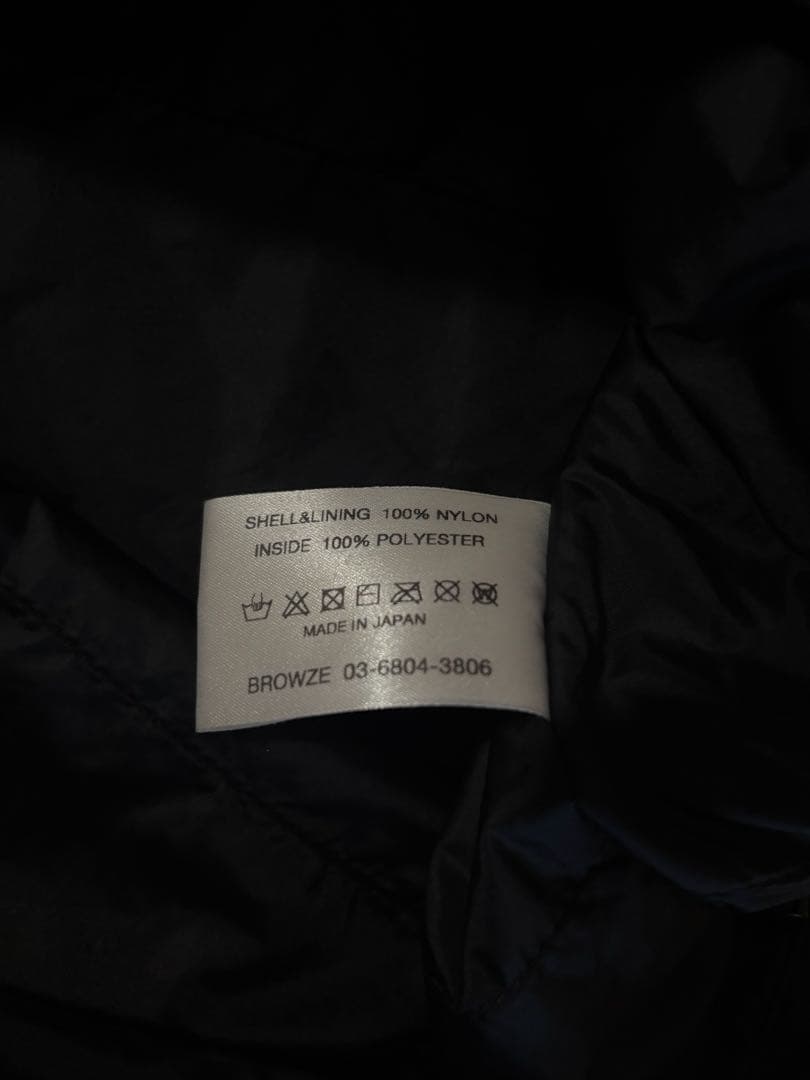 SHELL&LINING 100% NYLON
INSIDE 100% POLYESTER
MADE IN JAPAN
BROWZE 03-6804-3806